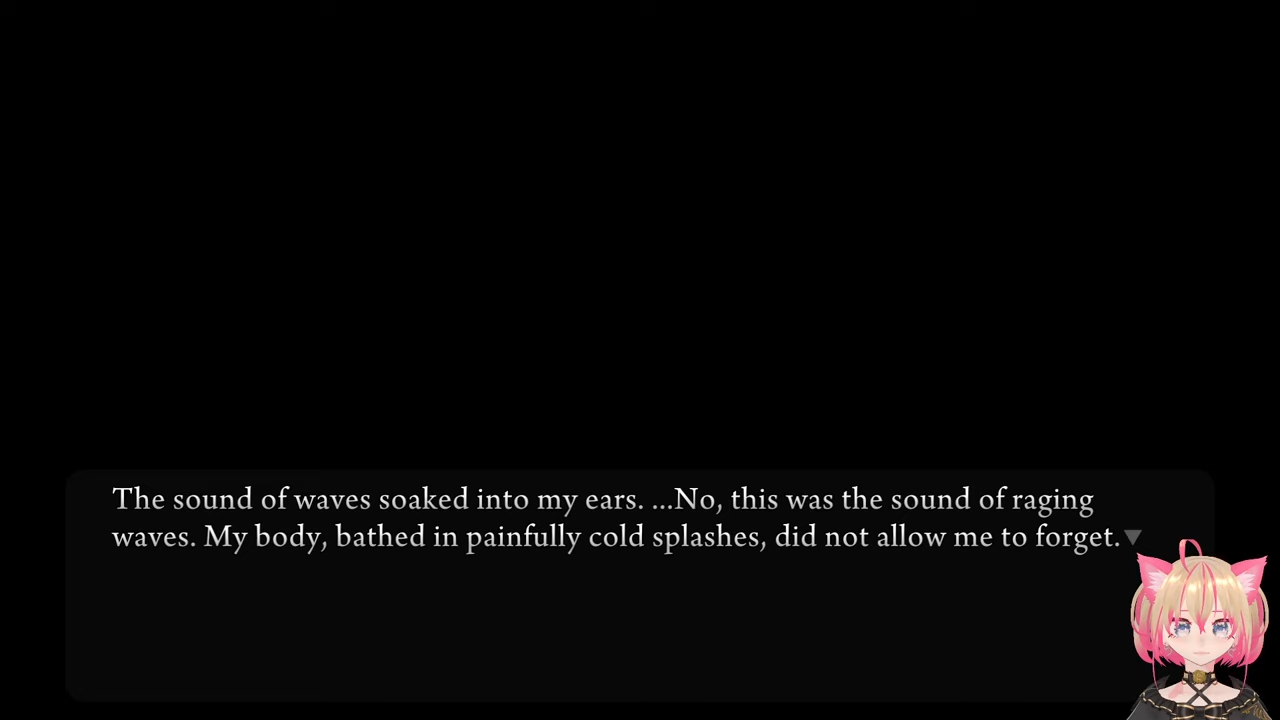 The sound of waves soaked into my ears. ...No, this was the sound of raging
waves. My body, bathed in painfully cold splashes, did not allow me to forget.